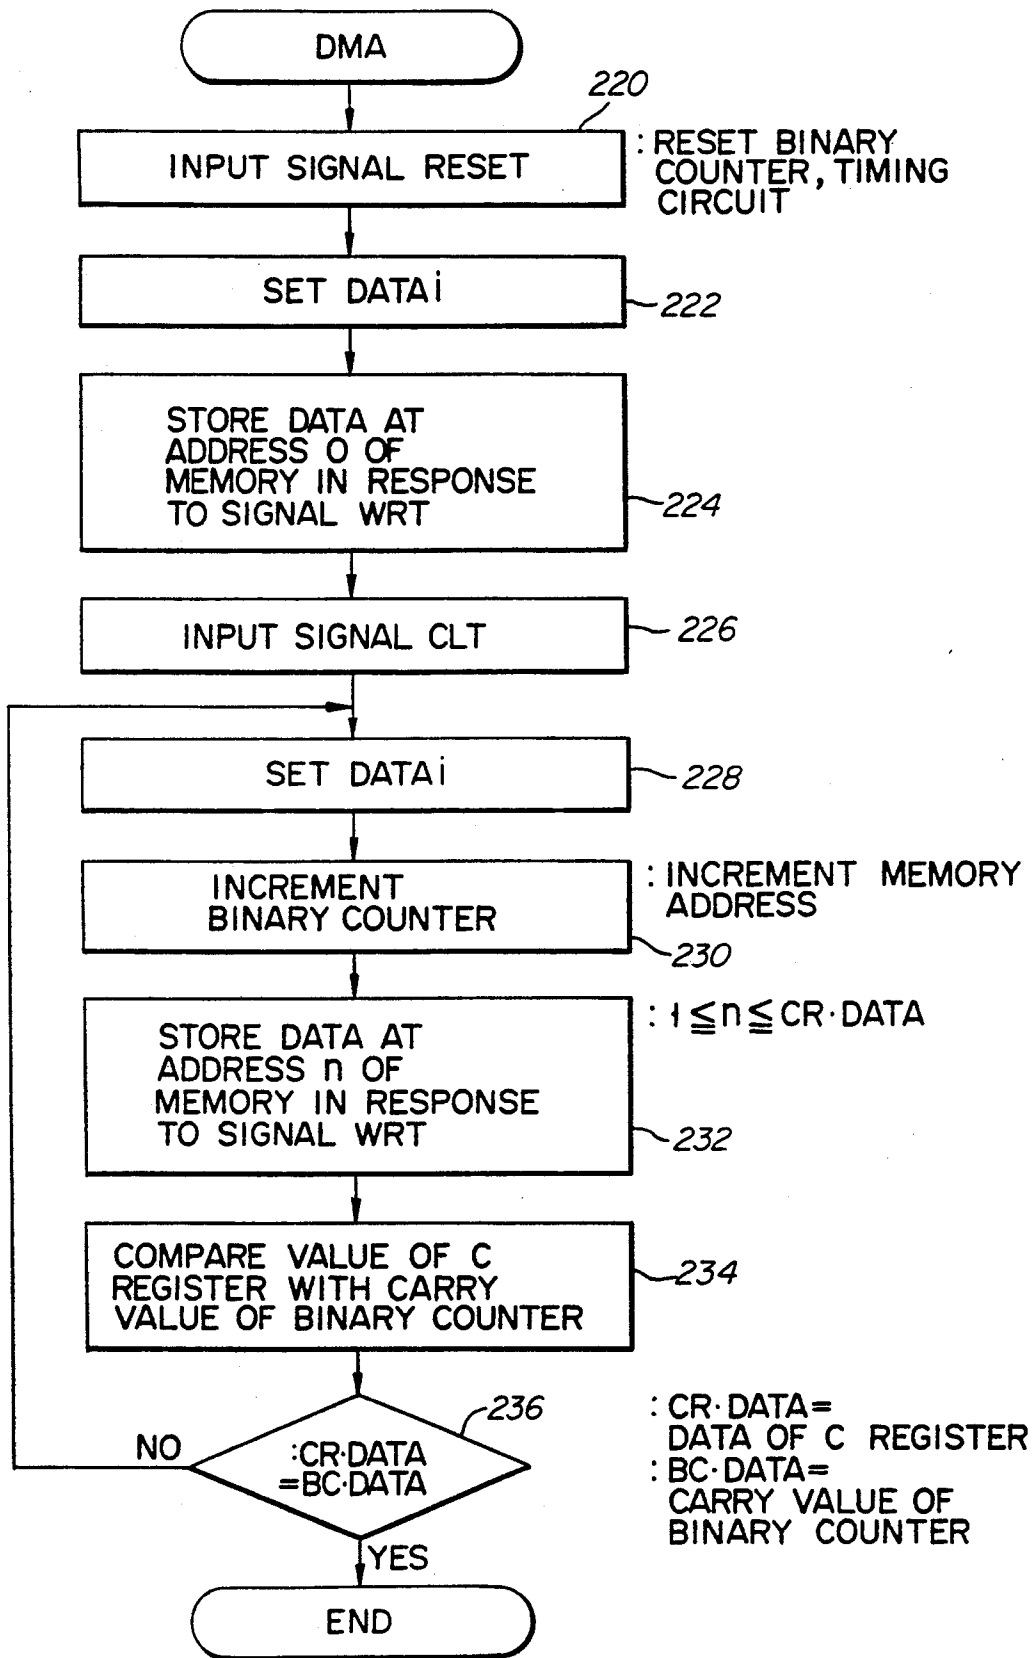 DMA
220
INPUT SIGNAL RESET
: RESET BINARY
COUNTER, TIMING
CIRCUIT
SET DATAi
222
STORE DATA AT
ADDRESS 0 OF
MEMORY IN RESPONSE
TO SIGNAL WRT
224
INPUT SIGNAL CLT
226
SET DATAi
228
INCREMENT
BINARY COUNTER
: INCREMENT MEMORY
ADDRESS
230
STORE DATA AT
ADDRESS n OF
MEMORY IN RESPONSE
TO SIGNAL WRT
: 1≦n≦CR·DATA
232
COMPARE VALUE OF C
REGISTER WITH CARRY
VALUE OF BINARY COUNTER
234
236
:CR·DATA
=BC·DATA
NO
YES
: CR·DATA=
DATA OF C REGISTER
: BC·DATA=
CARRY VALUE OF
BINARY COUNTER
END